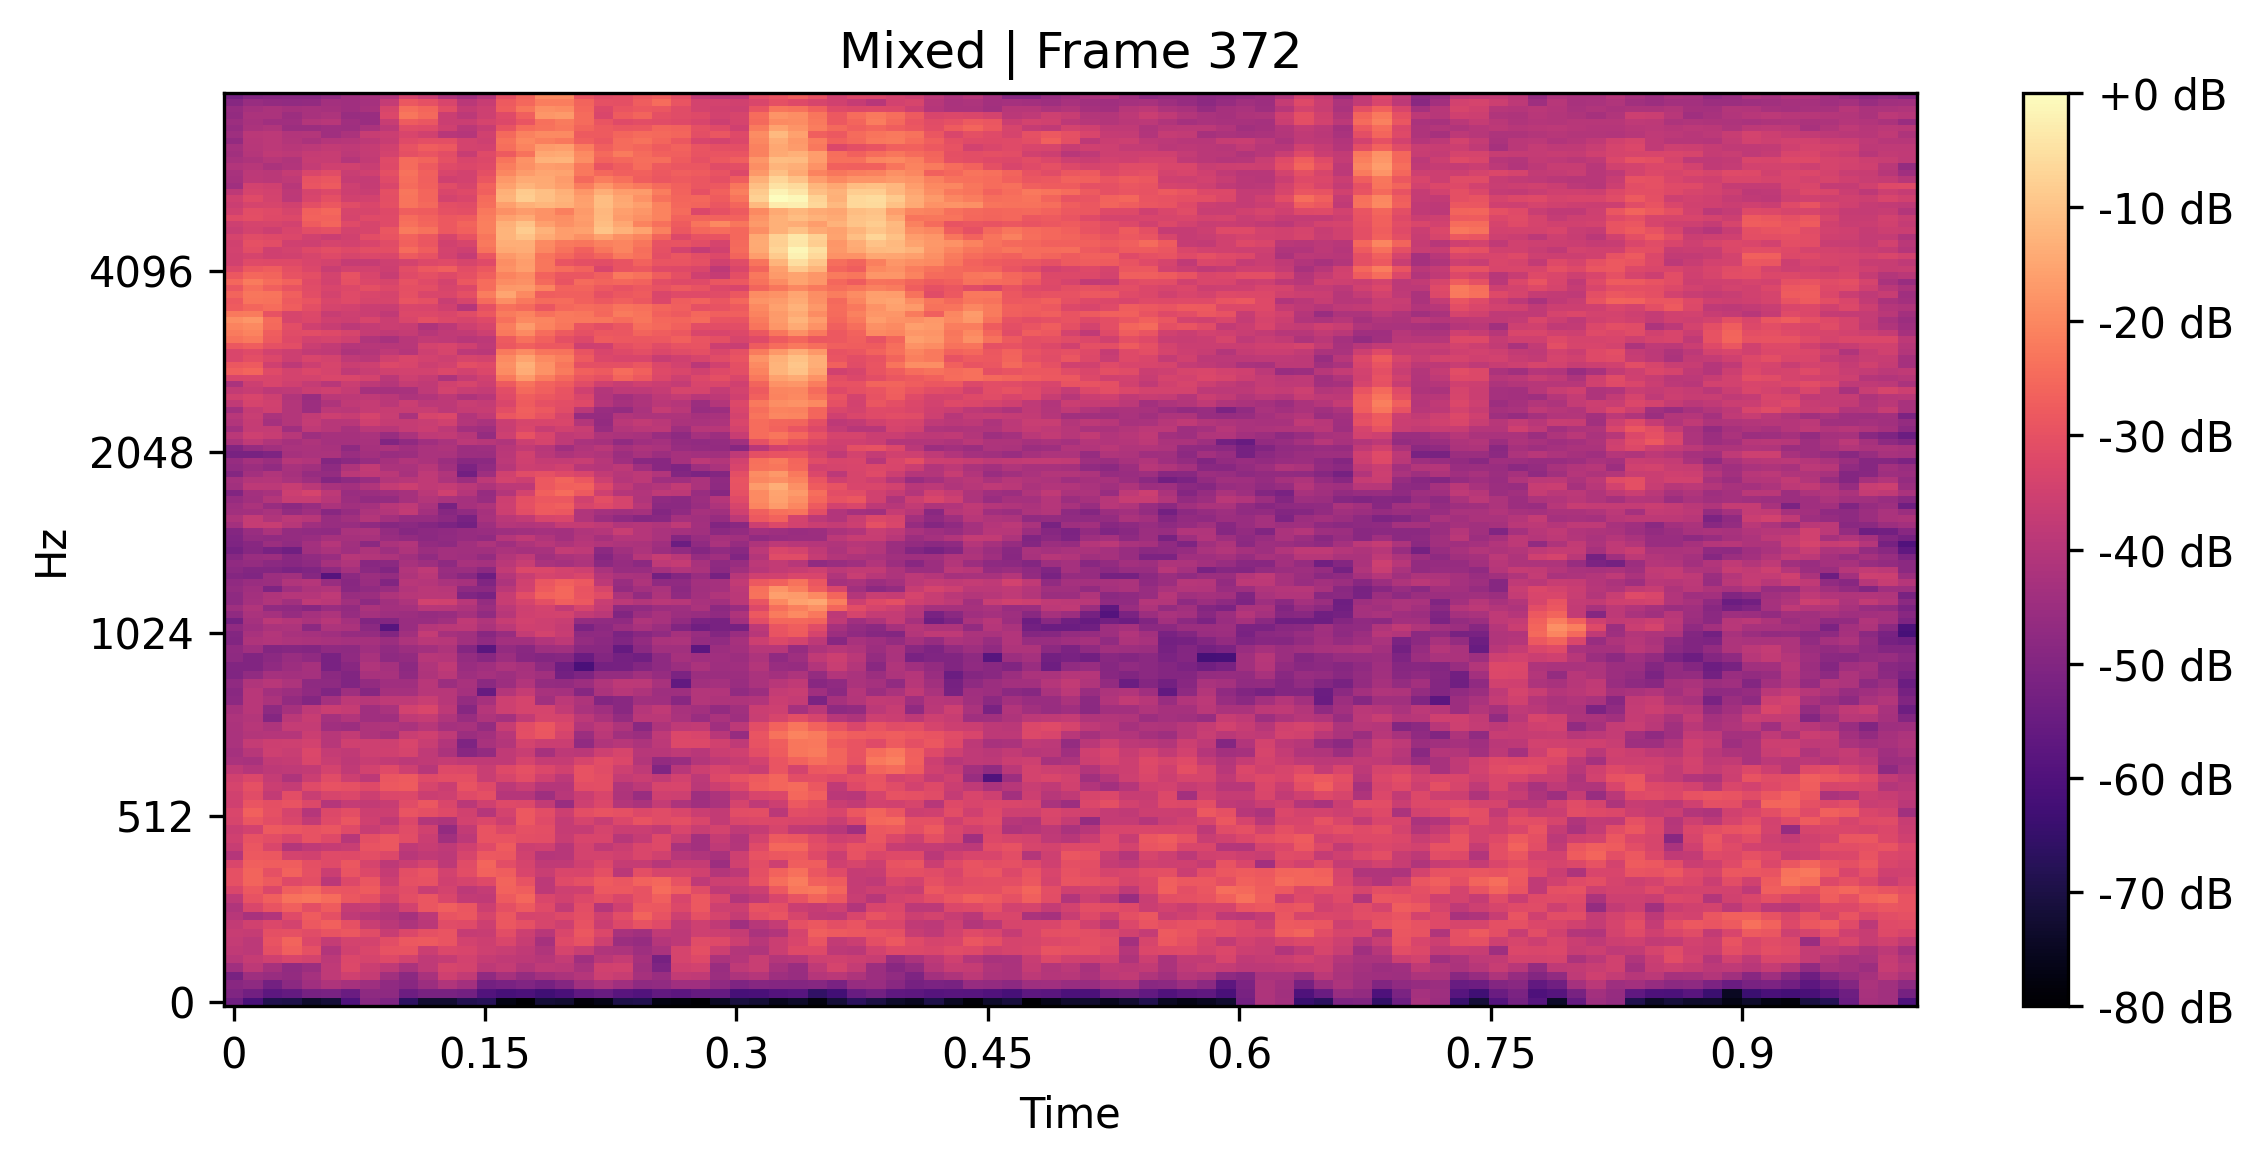 Mixed | Frame 372
+0 dB
-10 dB
-20 dB
-30 dB
-40 dB
-50 dB
-60 dB
-70 dB
-80 dB
Hz
4096
2048
1024
512
0
0 0.15 0.3 0.45 0.6 0.75 0.9
Time